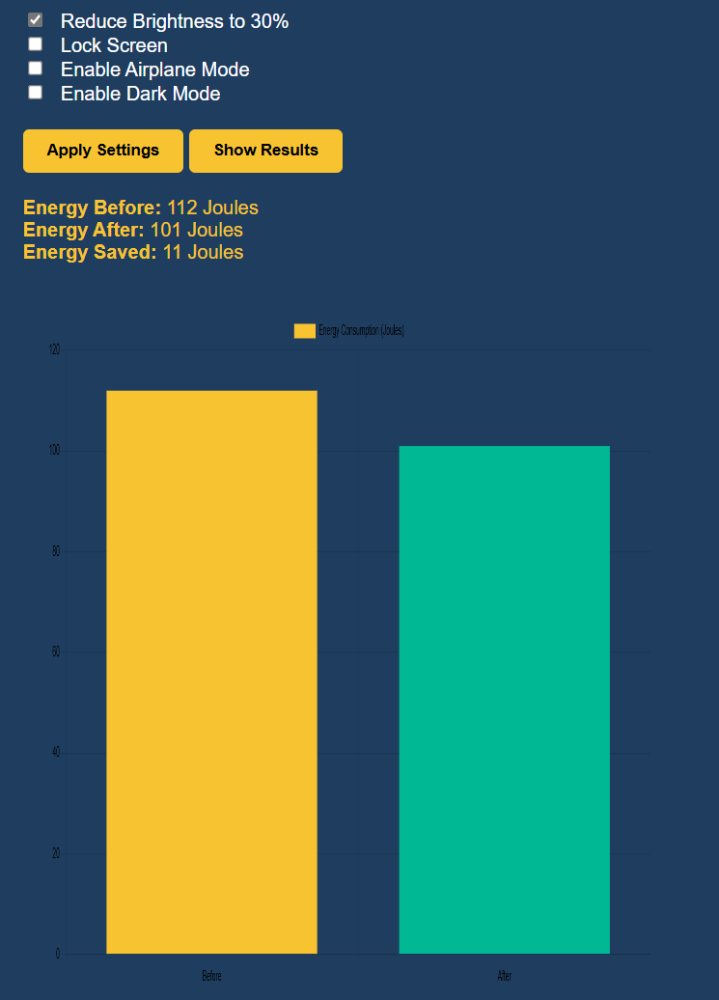 Reduce Brightness to 30%
Lock Screen
Enable Airplane Mode
Enable Dark Mode
Apply Settings Show Results
Energy Before: 112 Joules
Energy After: 101 Joules
Energy Saved: 11 Joules
Energy Consumption (Joules)
120
100
80
60
40
20
0
Before After